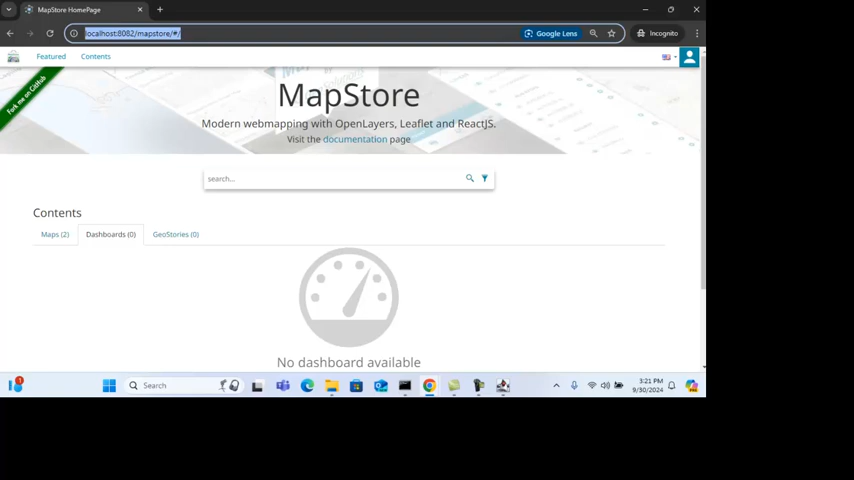 MapStore HomePage
localhost:8082/mapstore/#/
Google Lens
Incognito
Featured
Contents
Fork me on GitHub
MapStore
Modern webmapping with OpenLayers, Leaflet and ReactJS.
Visit the documentation page
search...
Contents
Maps (2)
Dashboards (0)
GeoStories (0)
No dashboard available
1
Search
3:21 PM
9/30/2024